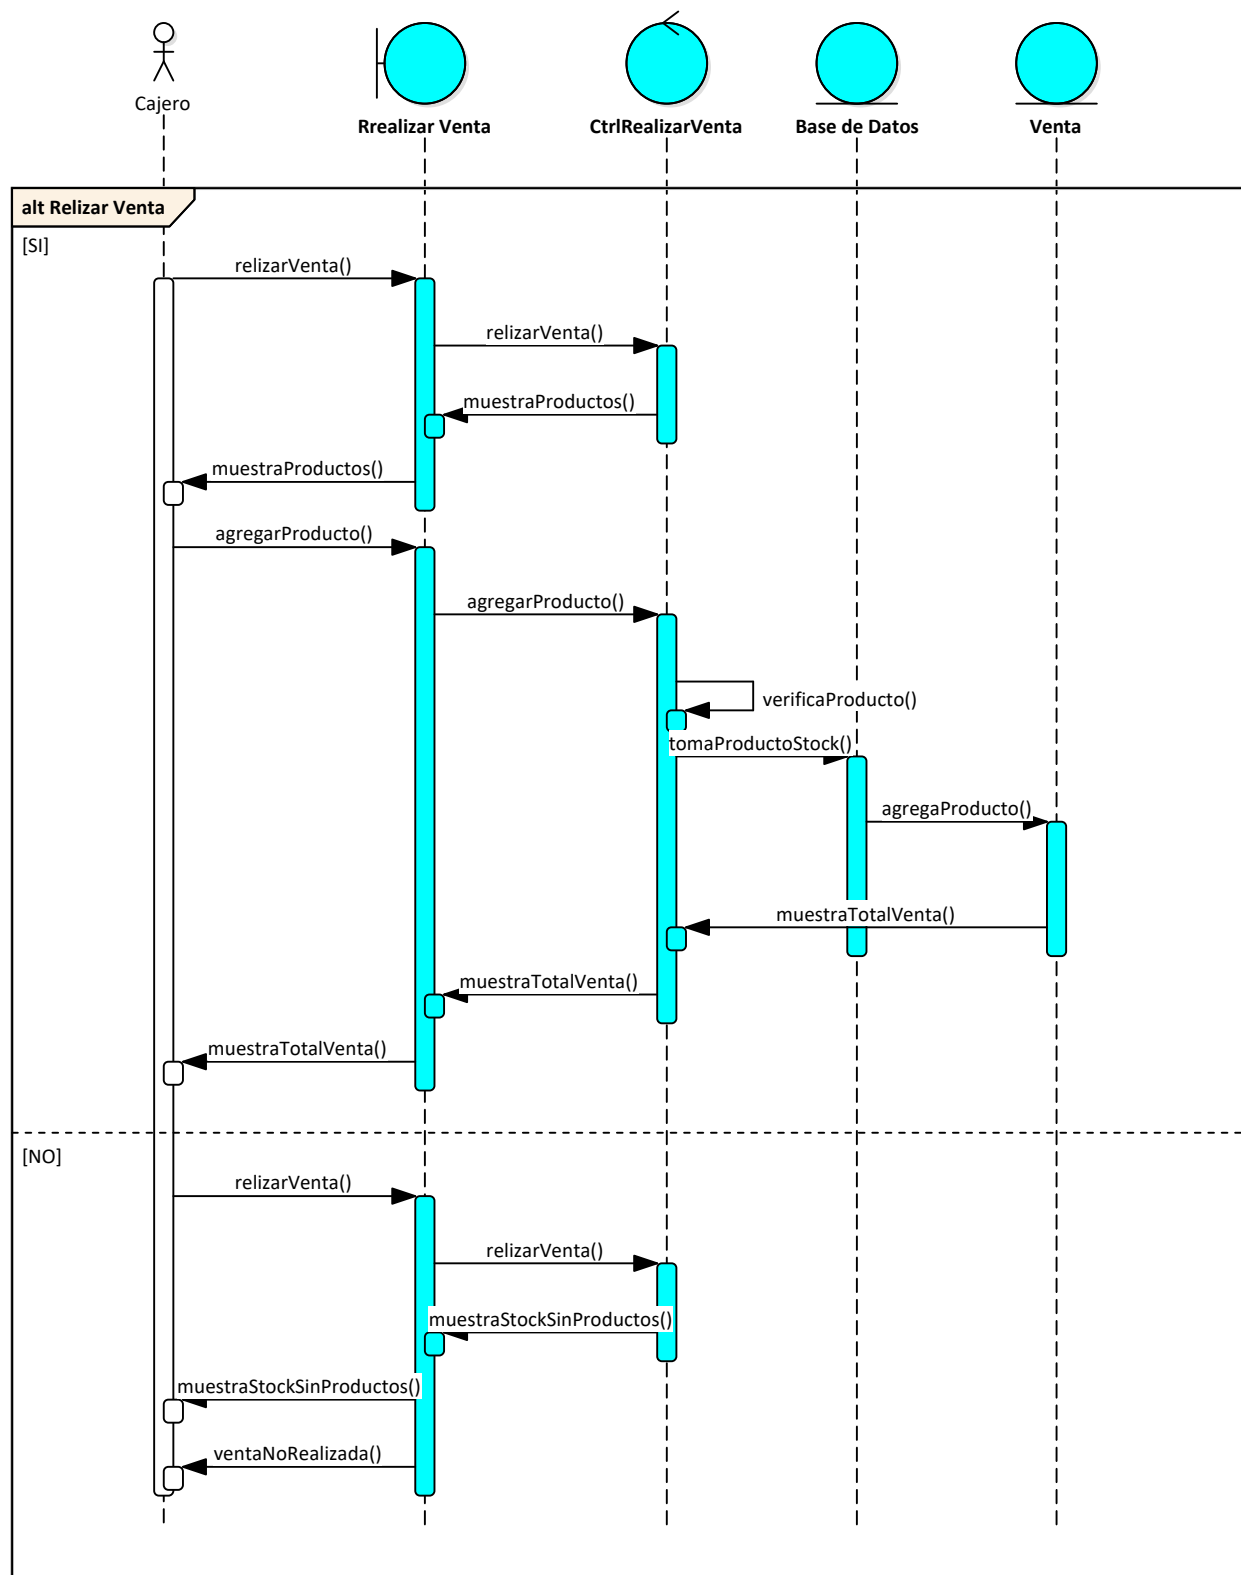 Cajero
Rrealizar Venta
CtrlRealizarVenta
Base de Datos
Venta
alt Relizar Venta
[SI]
relizarVenta()
relizarVenta()
muestraProductos()
muestraProductos()
agregarProducto()
agregarProducto()
verificaProducto()
tomaProductoStock()
agregaProducto()
muestraTotalVenta()
muestraTotalVenta()
muestraTotalVenta()
[NO]
relizarVenta()
relizarVenta()
muestraStockSinProductos()
muestraStockSinProductos()
ventaNoRealizada()